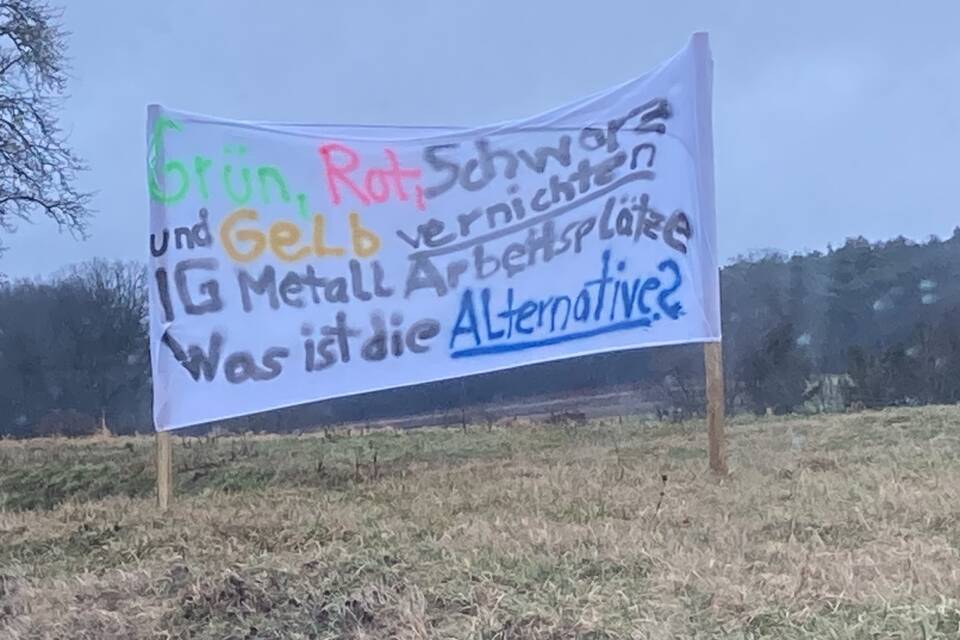 Grün, Rot, Schwarz
und Gelb vernichten
IG Metall Arbeitsplätze
Was ist die Alternative?